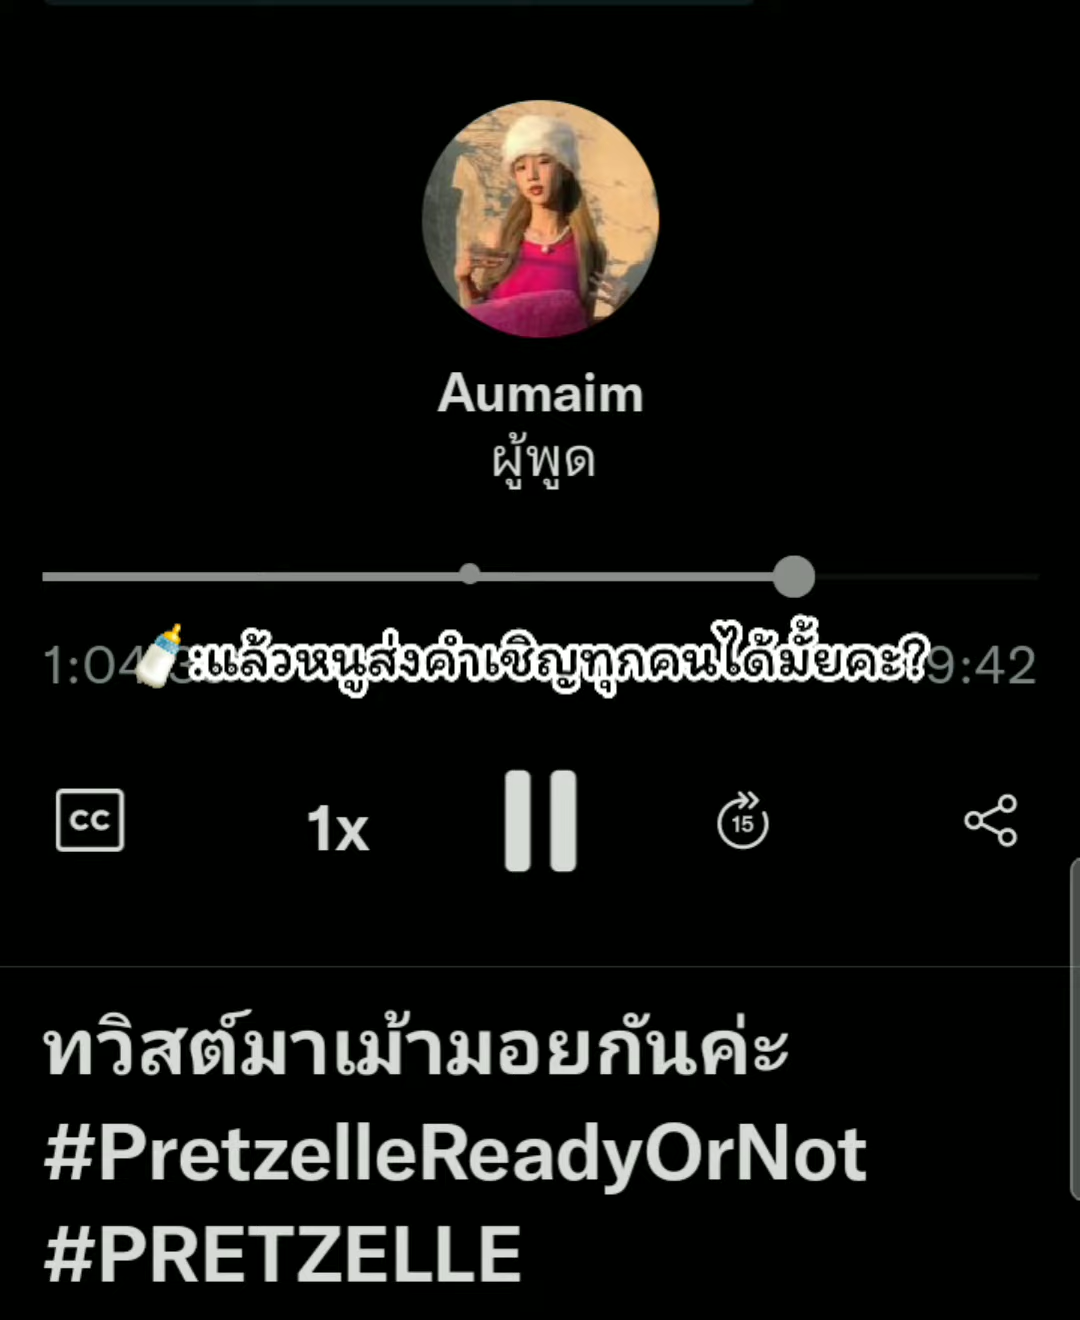 Aumaim
ผู้พูด
1:04
🍼:แล้วหนูส่งคำเชิญทุกคนได้มั้ยคะ?
9:42
CC
1x
15
ทวิสต์มาเม้ามอยกันค่ะ
#PretzelleReadyOrNot
#PRETZELLE